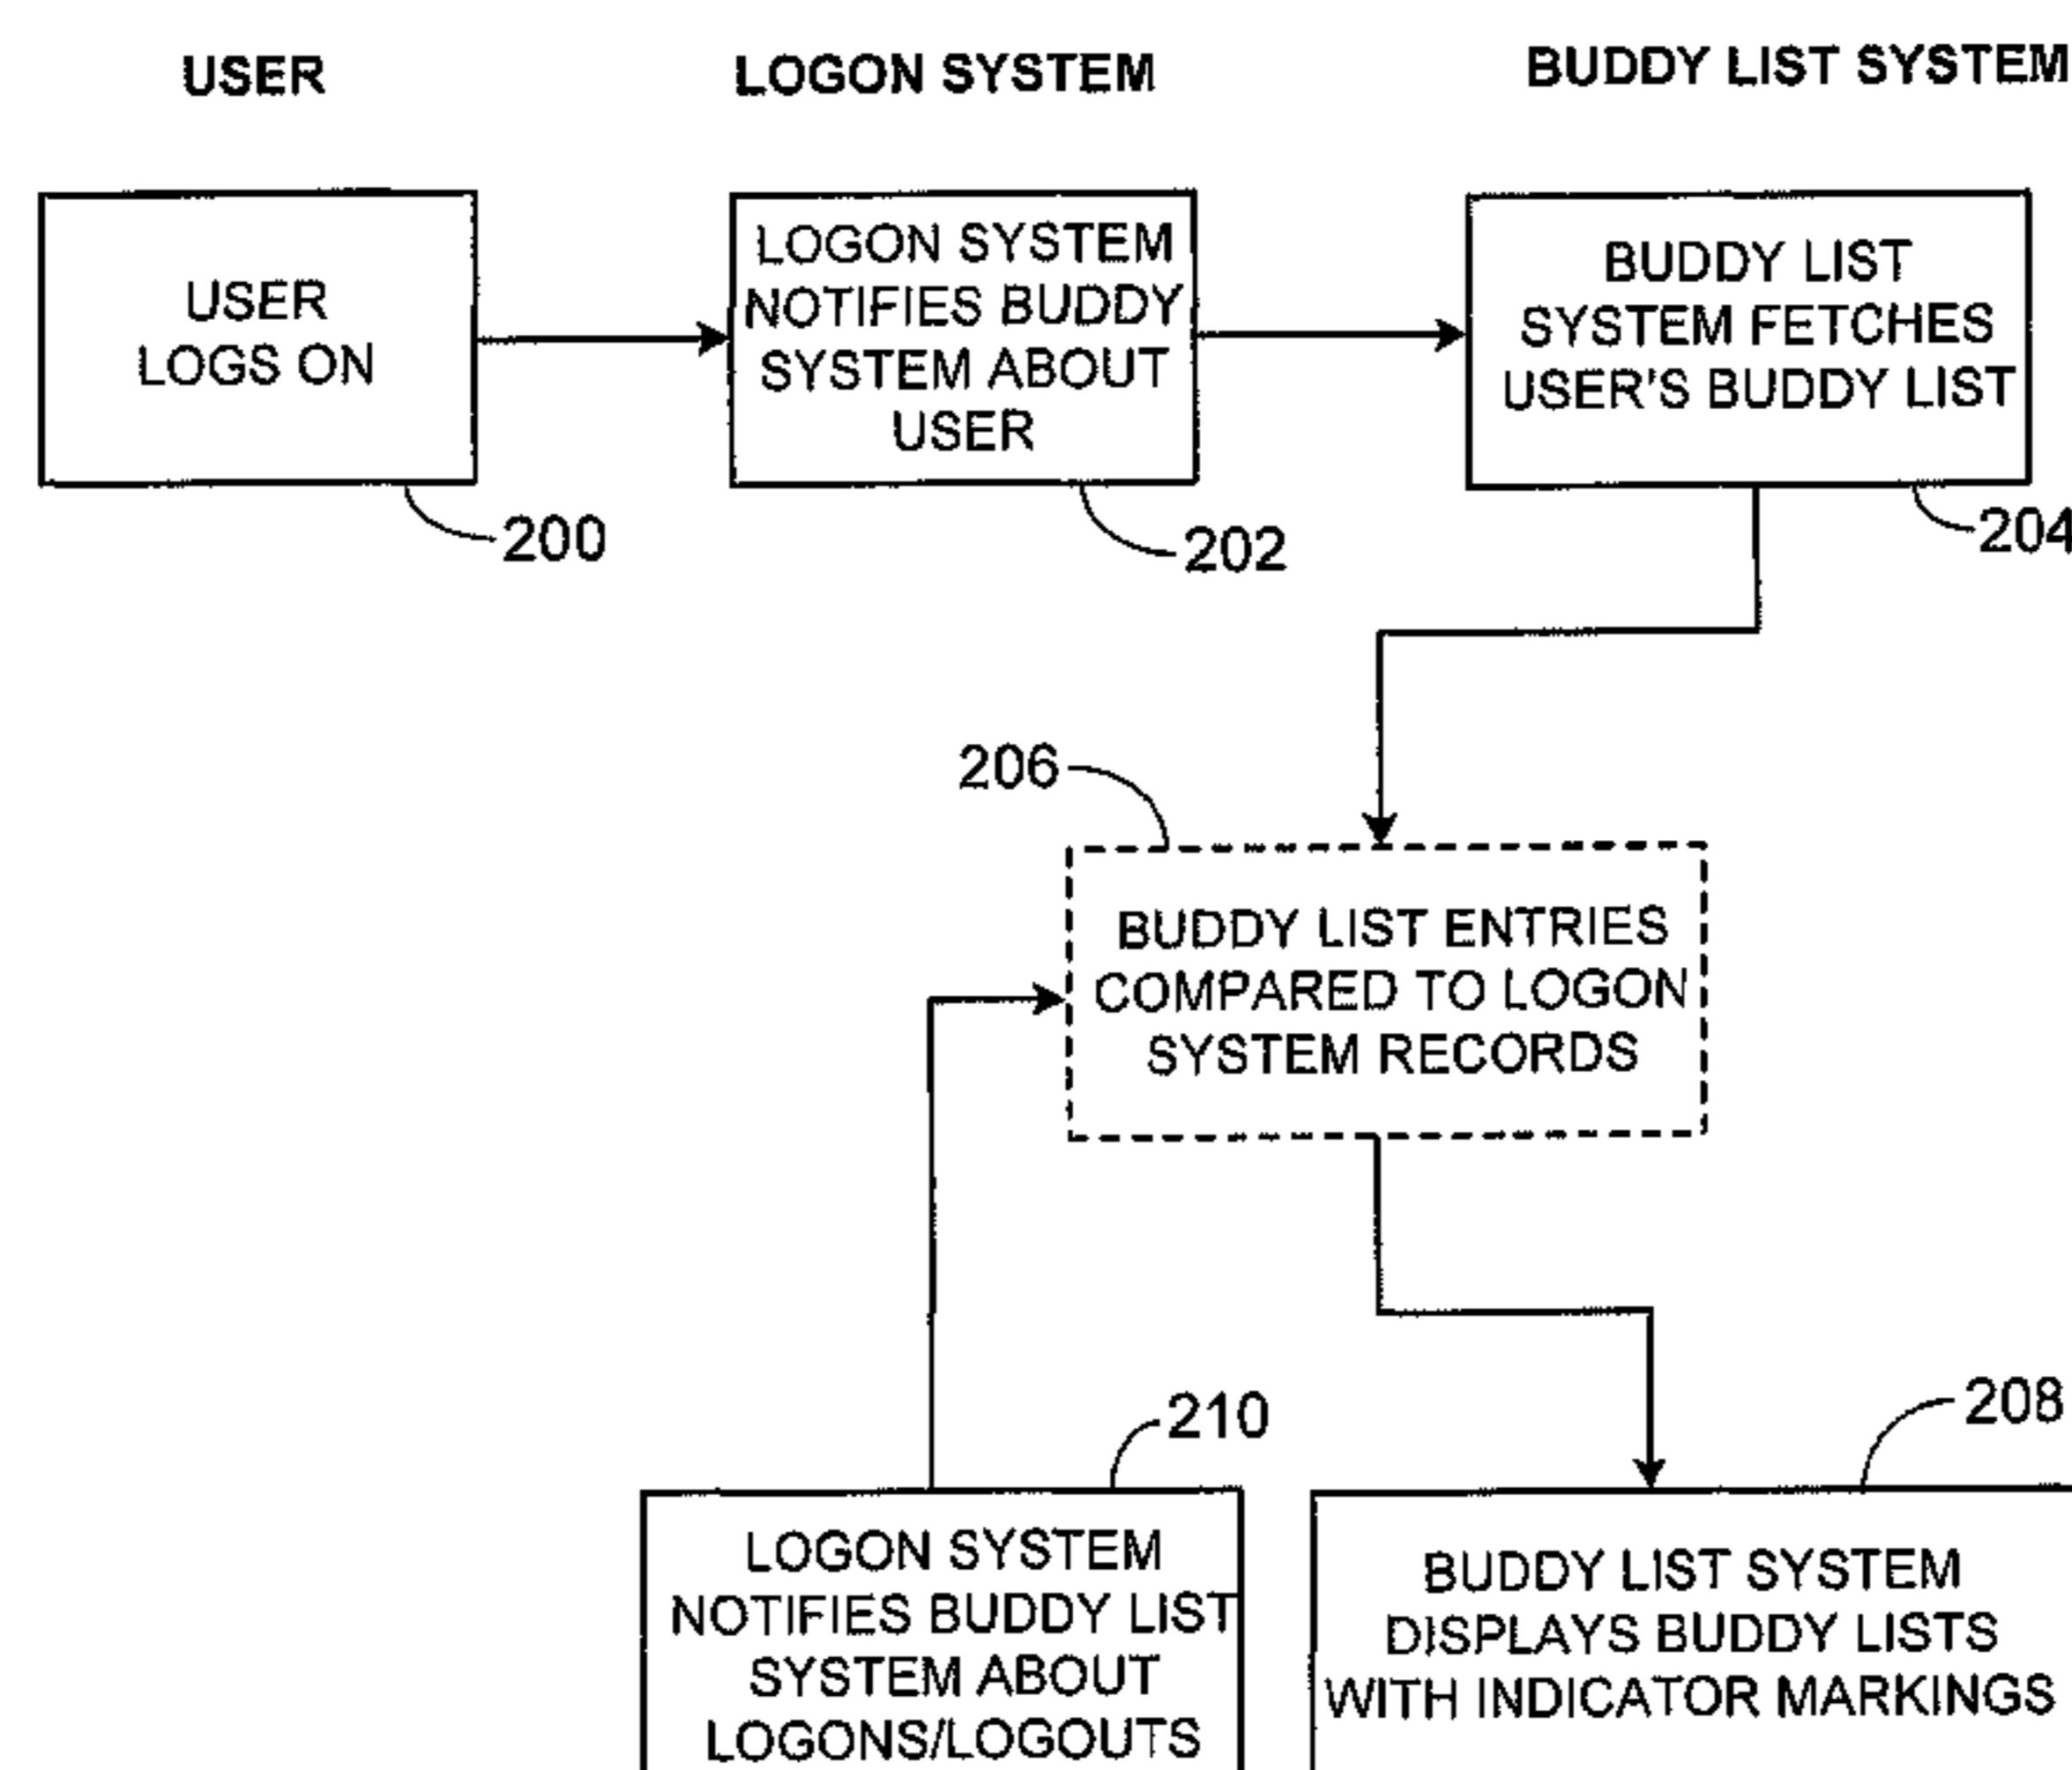 USER
LOGON SYSTEM
BUDDY LIST SYSTEM
USER
LOGS ON
200
LOGON SYSTEM
NOTIFIES BUDDY
SYSTEM ABOUT
USER
202
BUDDY LIST
SYSTEM FETCHES
USER'S BUDDY LIST
204
206
BUDDY LIST ENTRIES
COMPARED TO LOGON
SYSTEM RECORDS
210
LOGON SYSTEM
NOTIFIES BUDDY LIST
SYSTEM ABOUT
LOGONS/LOGOUTS
208
BUDDY LIST SYSTEM
DISPLAYS BUDDY LISTS
WITH INDICATOR MARKINGS